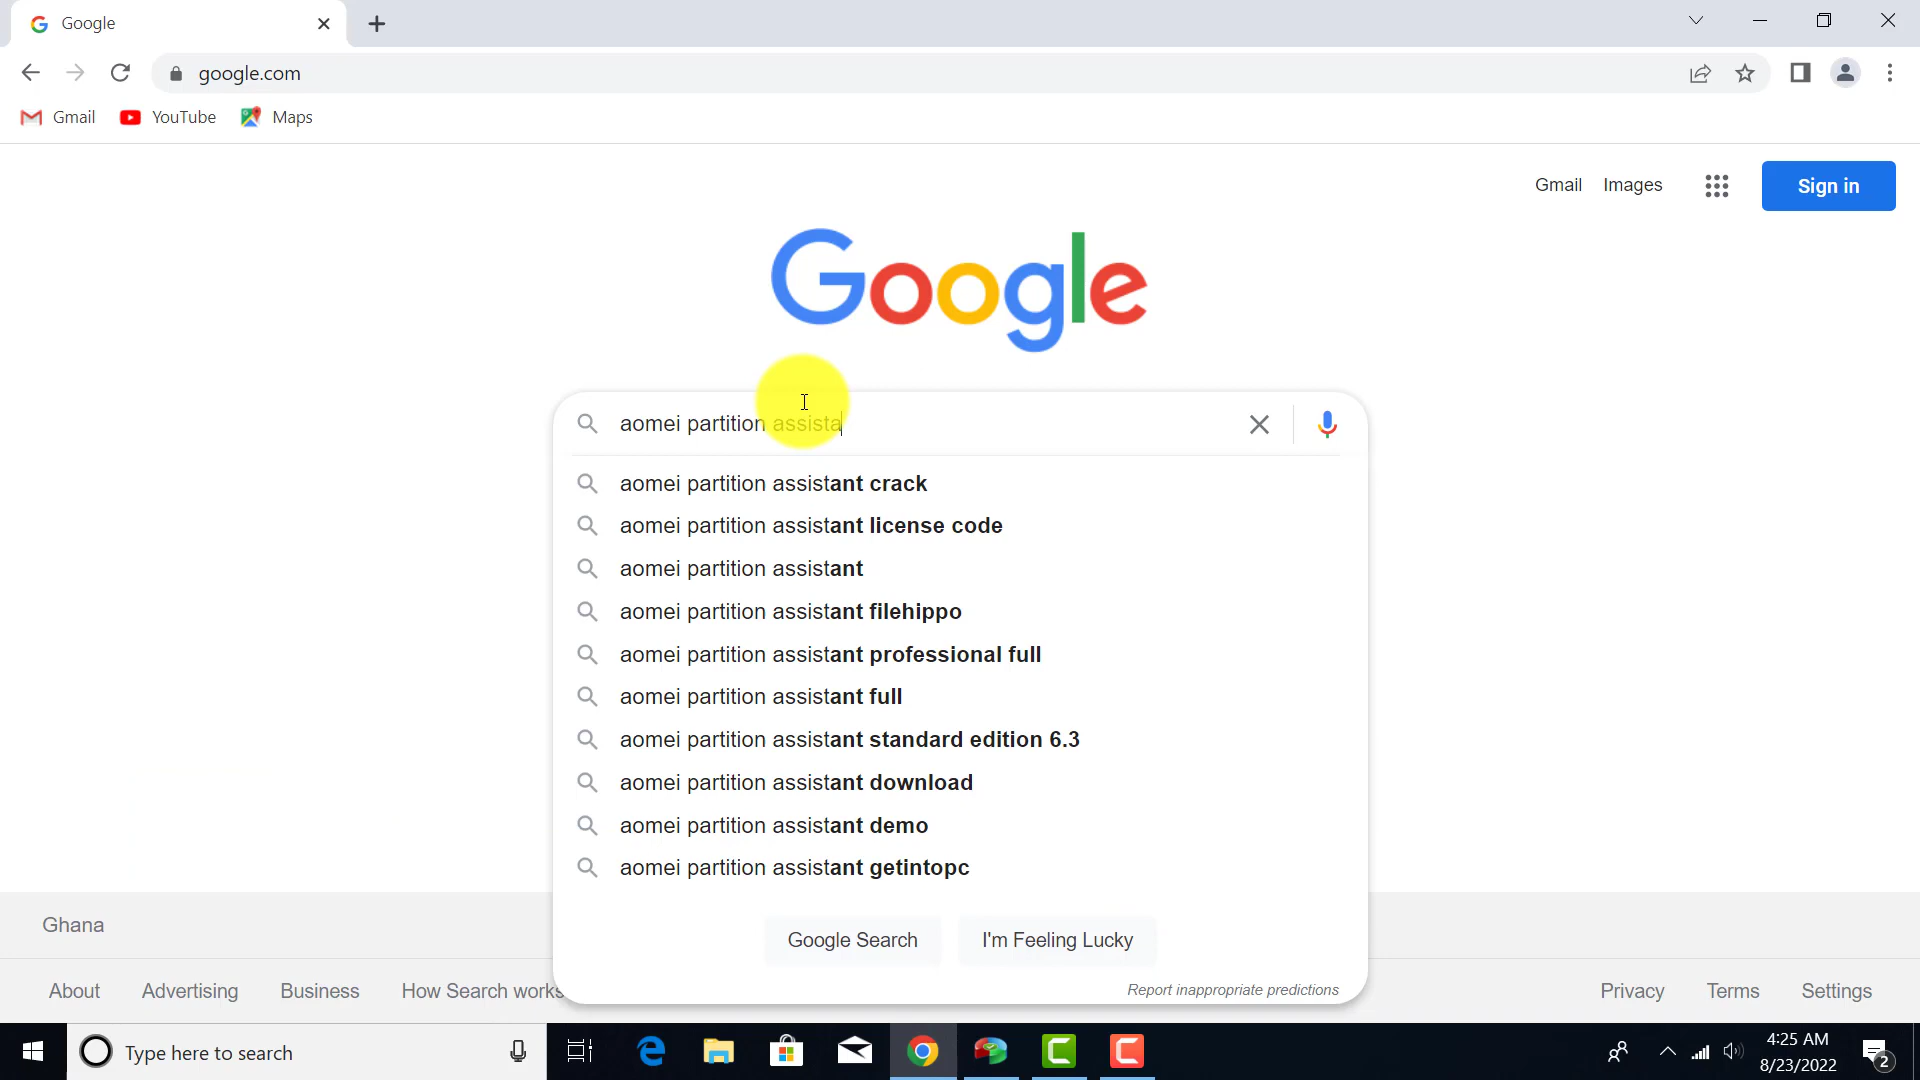 Google
google.com
Gmail YouTube Maps
Gmail Images Sign in
Google
aomei partition assista
aomei partition assistant crack
aomei partition assistant license code
aomei partition assistant
aomei partition assistant filehippo
aomei partition assistant professional full
aomei partition assistant full
aomei partition assistant standard edition 6.3
aomei partition assistant download
aomei partition assistant demo
aomei partition assistant getintopc
Google Search I'm Feeling Lucky
Report inappropriate predictions
Ghana
About Advertising Business How Search works Privacy Terms Settings
Type here to search
4:25 AM
8/23/2022
2